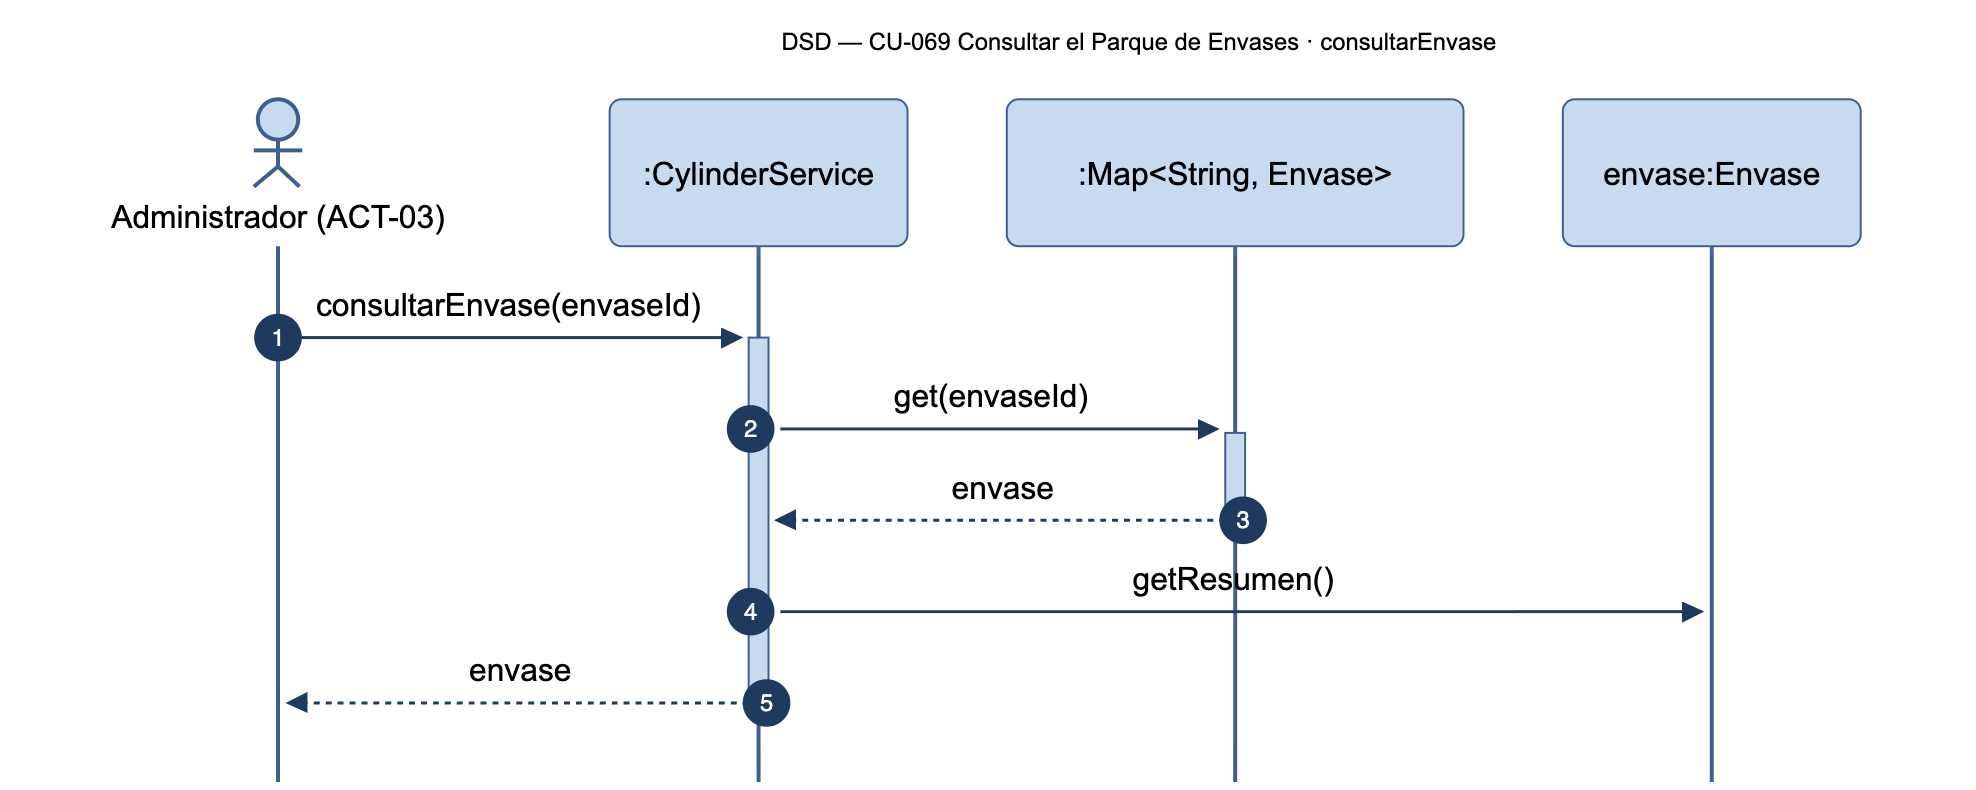 DSD — CU-069 Consultar el Parque de Envases · consultarEnvase
Administrador (ACT-03)
:CylinderService
:Map<String, Envase>
envase:Envase
consultarEnvase(envaseId)
1
get(envaseId)
2
envase
3
getResumen()
4
envase
5